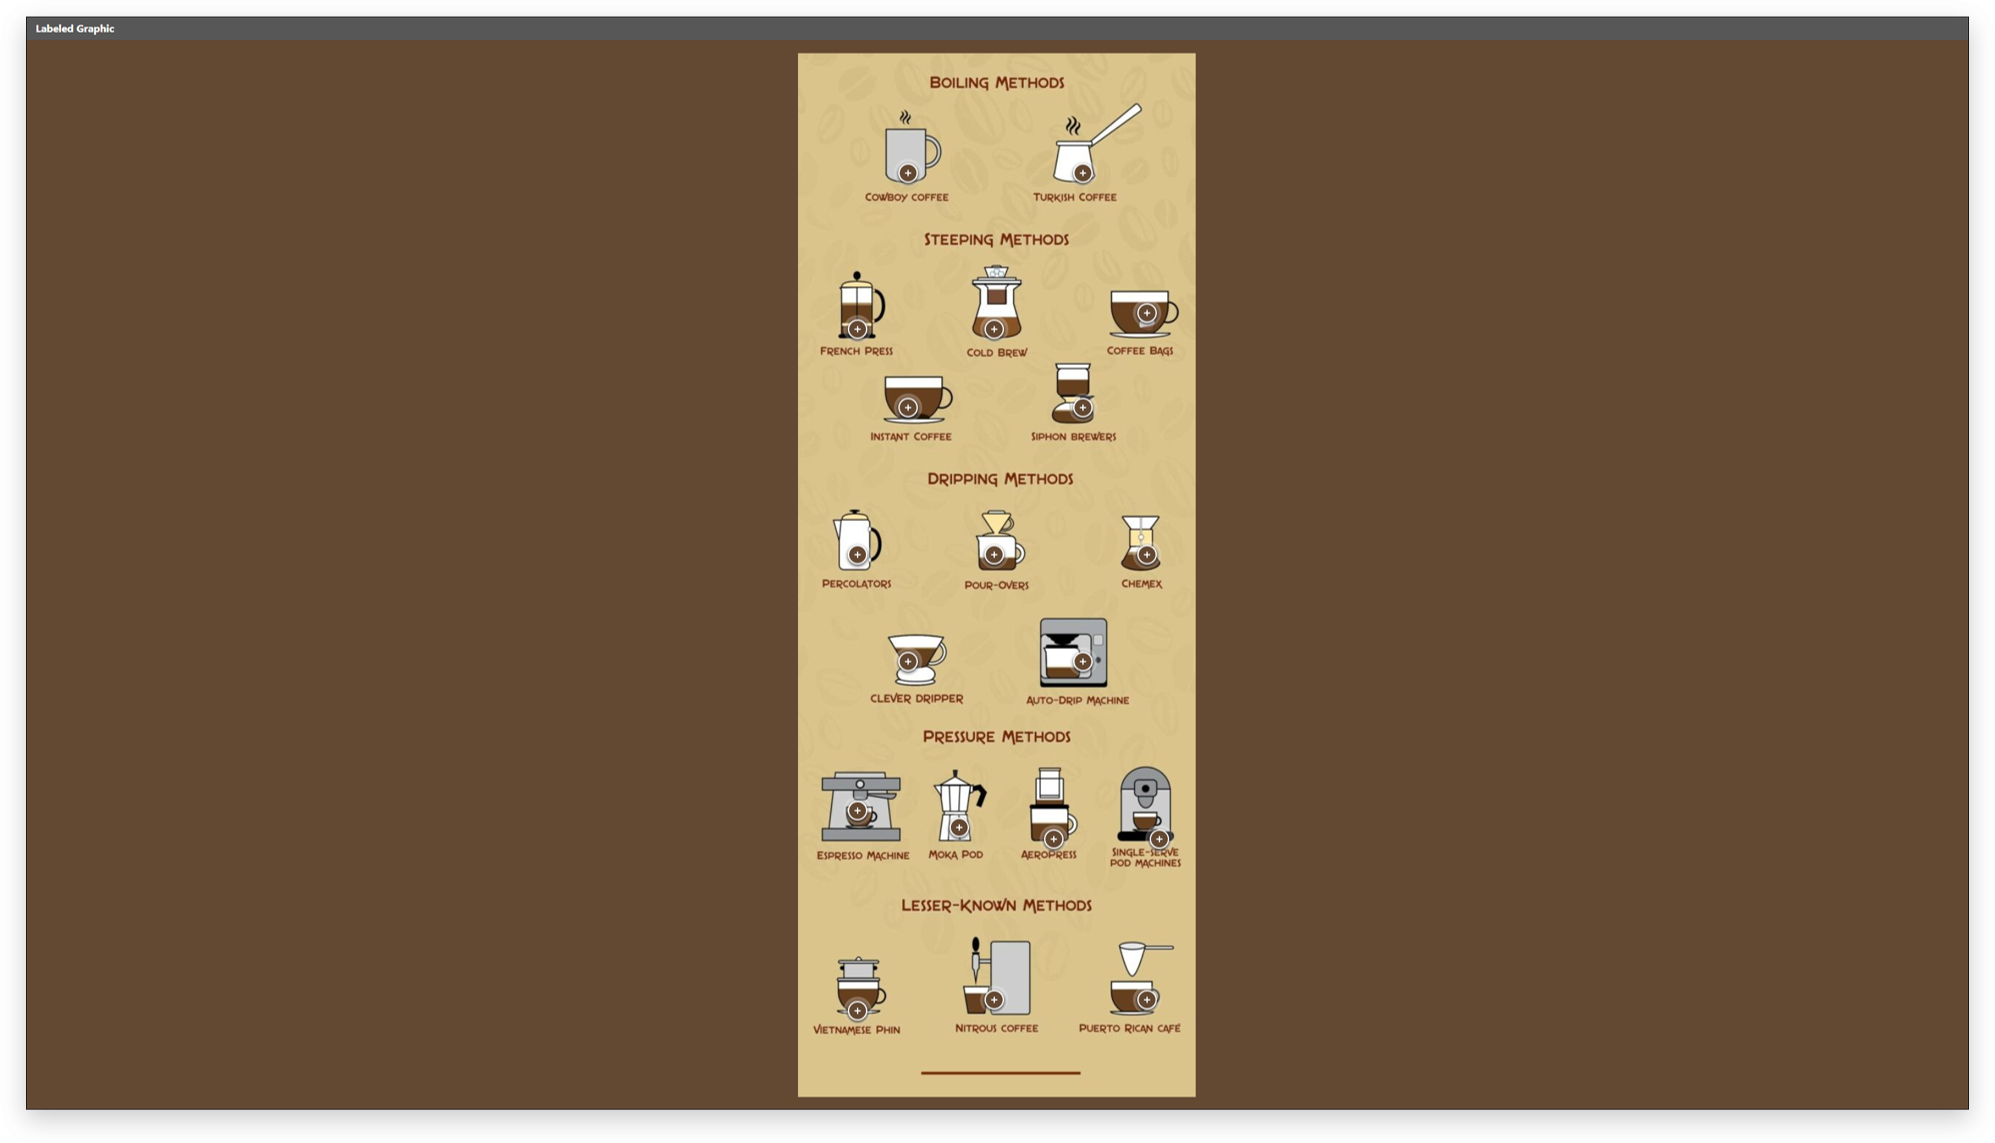 Labeled Graphic
Boiling Methods
Cowboy coffee
Turkish Coffee
Steeping Methods
French Press
Cold Brew
Coffee Bags
Instant Coffee
Siphon brewers
Dripping Methods
Percolators
Pour-overs
Chemex
Clever dripper
Auto-Drip Machine
Pressure Methods
Espresso Machine
Moka Pod
Aeropress
Single-serve
pod machines
Lesser-Known Methods
Vietnamese Phin
Nitrous coffee
Puerto Rican café